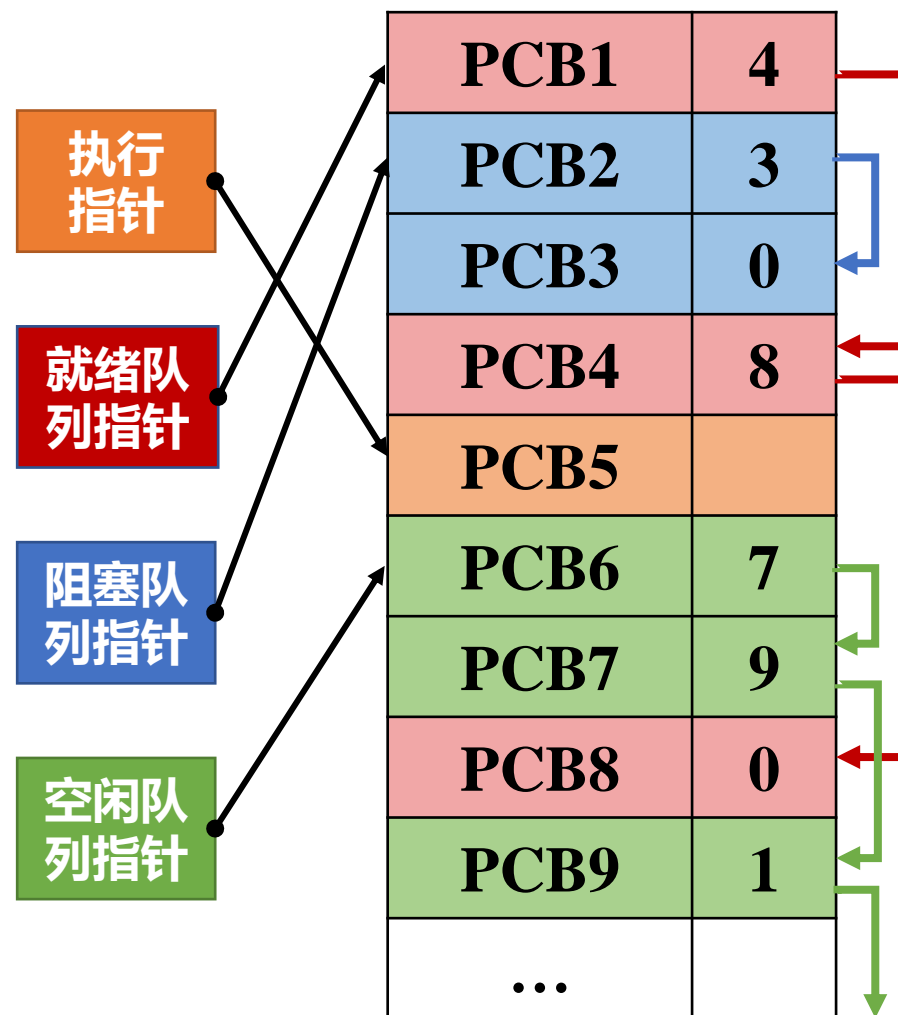 执行
指针
就绪队
列指针
阻塞队
列指针
空闲队
列指针
PCB1 4
PCB2 3
PCB3 0
PCB4 8
PCB5
PCB6 7
PCB7 9
PCB8 0
PCB9 1
...